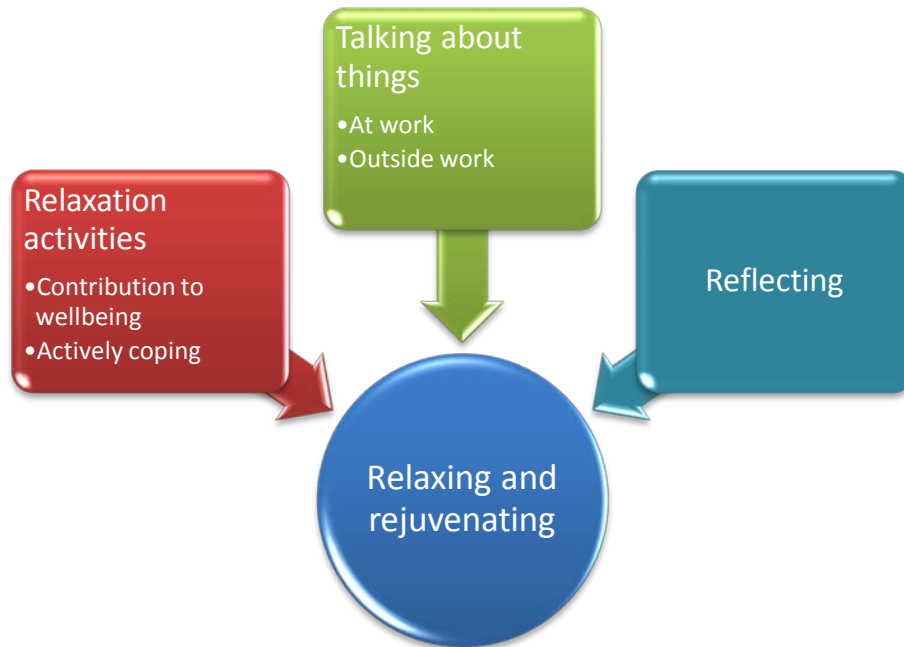 Talking about
things
•At work
•Outside work
Relaxation
activities
•Contribution to
wellbeing
•Actively coping
Reflecting
Relaxing and
rejuvenating